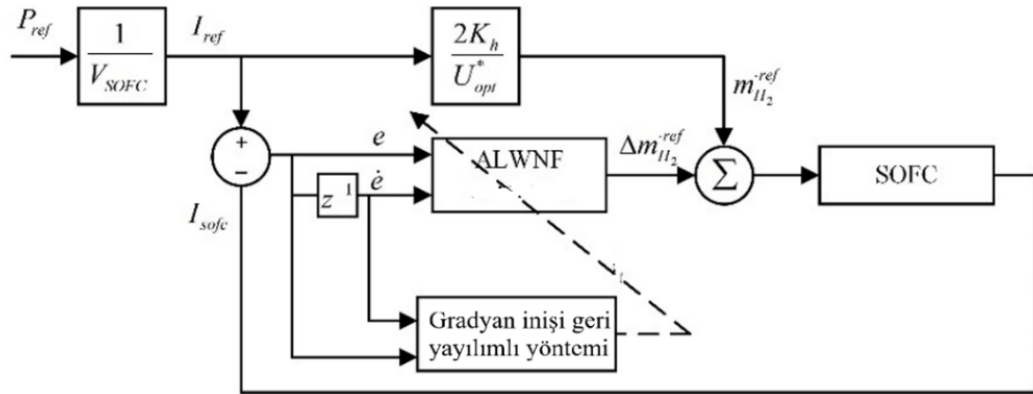 P_ref
1
V_SOFC
I_ref
2K_h
U*_opt
m_H2^·ref
+
−
e
ALWNF
Δm_H2^·ref
Σ
SOFC
z⁻¹
ė
I_sofc
Gradyan inişi geri
yayılımlı yöntemi